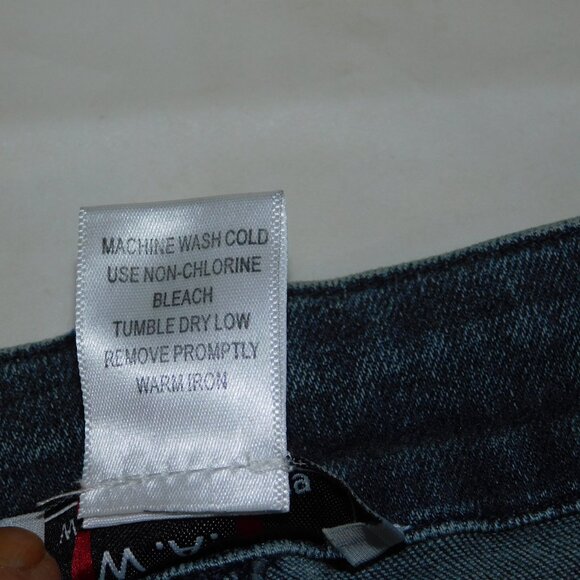 MACHINE WASH COLD
USE NON-CHLORINE
BLEACH
TUMBLE DRY LOW
REMOVE PROMPTLY
WARM IRON
.A.W